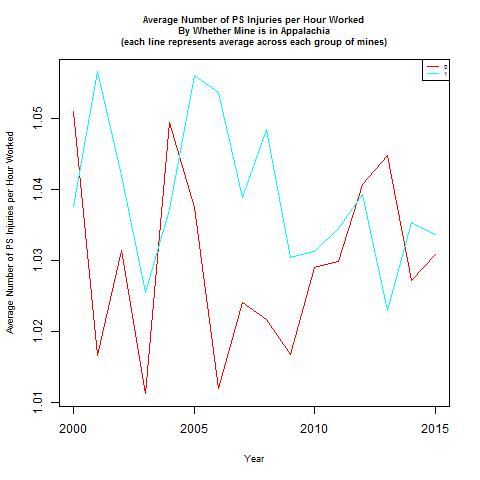 Average Number of PS Injuries per Hour Worked
By Whether Mine is in Appalachia
(each line represents average across each group of mines)
0
1
Average Number of PS Injuries per Hour Worked
1.05
1.04
1.03
1.02
1.01
2000
2005
2010
2015
Year